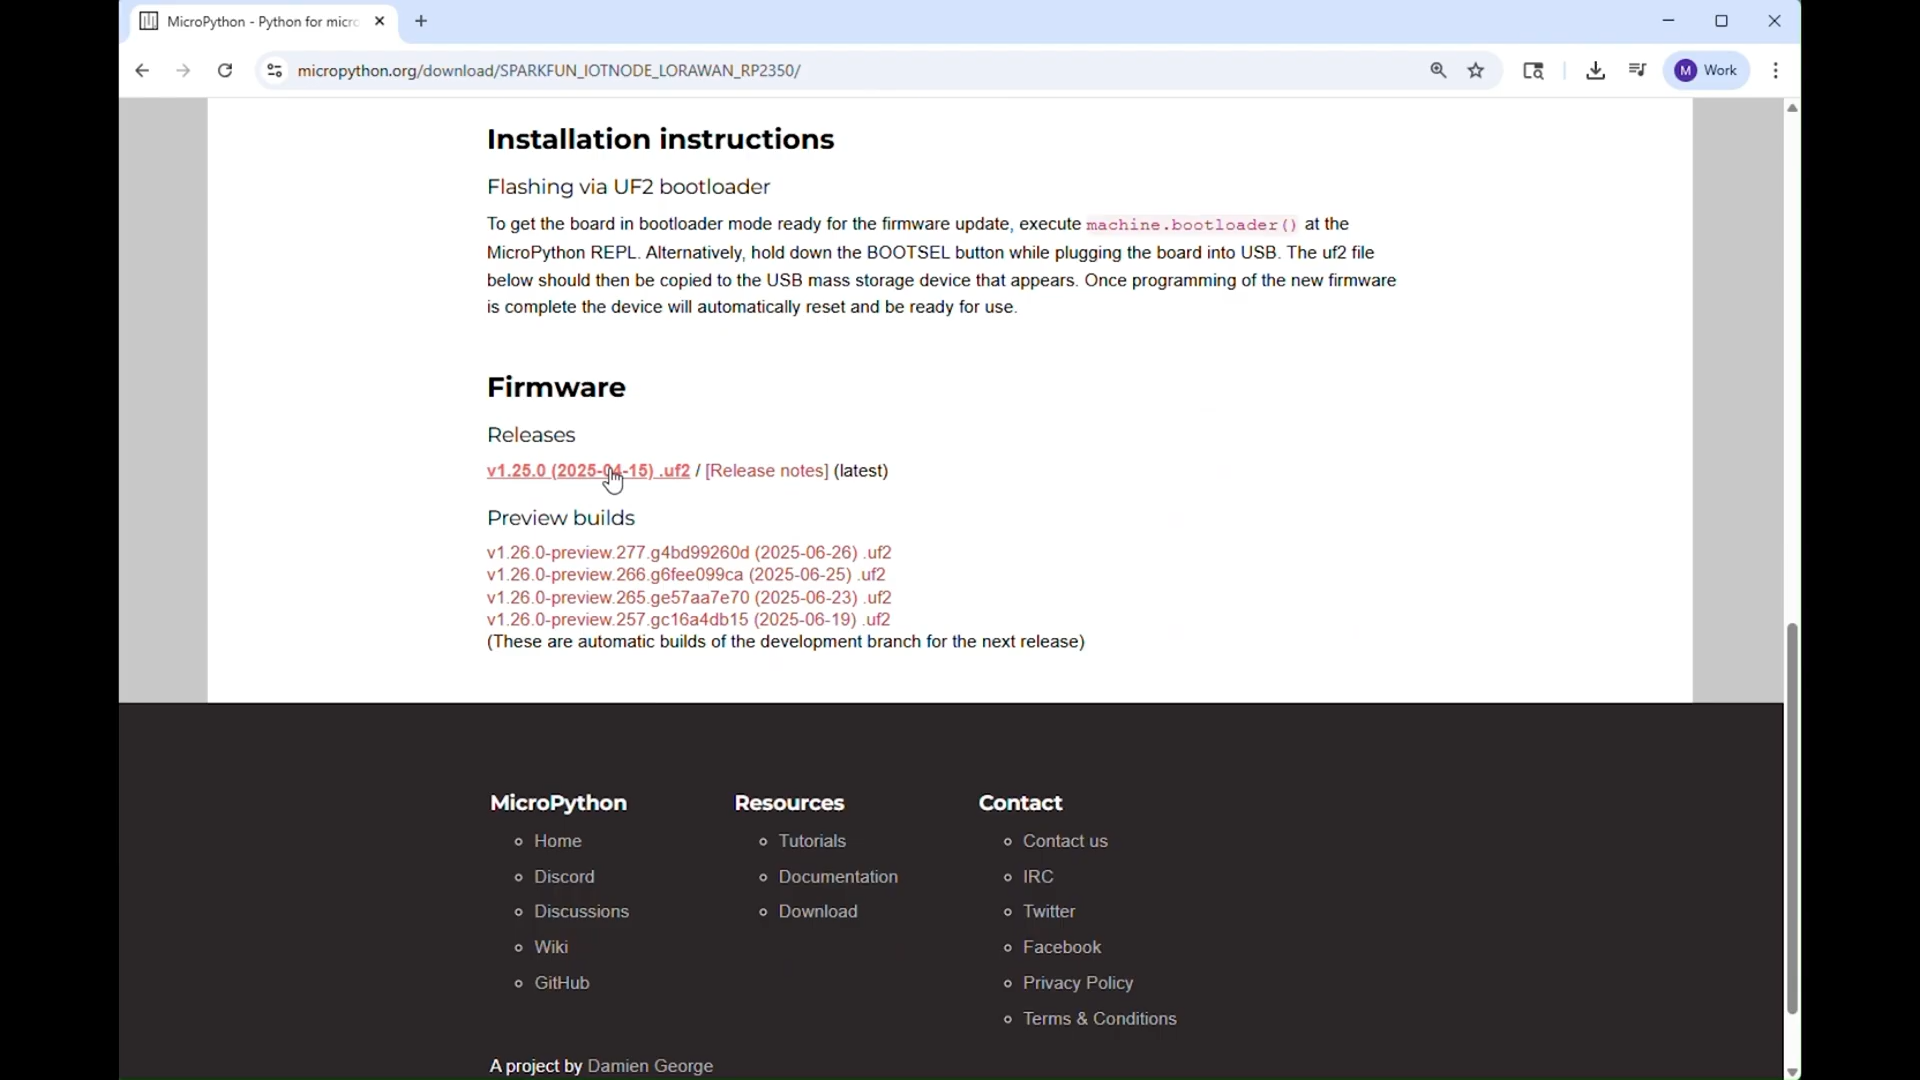 MicroPython - Python for micro
micropython.org/download/SPARKFUN_IOTNODE_LORAWAN_RP2350/
M Work
Installation instructions
Flashing via UF2 bootloader
To get the board in bootloader mode ready for the firmware update, execute machine.bootloader() at the
MicroPython REPL. Alternatively, hold down the BOOTSEL button while plugging the board into USB. The uf2 file
below should then be copied to the USB mass storage device that appears. Once programming of the new firmware
is complete the device will automatically reset and be ready for use.
Firmware
Releases
v1.25.0 (2025-04-15) .uf2 / [Release notes] (latest)
Preview builds
v1.26.0-preview.277.g4bd99260d (2025-06-26) .uf2
v1.26.0-preview.266.g6fee099ca (2025-06-25) .uf2
v1.26.0-preview.265.ge57aa7e70 (2025-06-23) .uf2
v1.26.0-preview.257.gc16a4db15 (2025-06-19) .uf2
(These are automatic builds of the development branch for the next release)
MicroPython
Home
Discord
Discussions
Wiki
GitHub
Resources
Tutorials
Documentation
Download
Contact
Contact us
IRC
Twitter
Facebook
Privacy Policy
Terms & Conditions
A project by Damien George